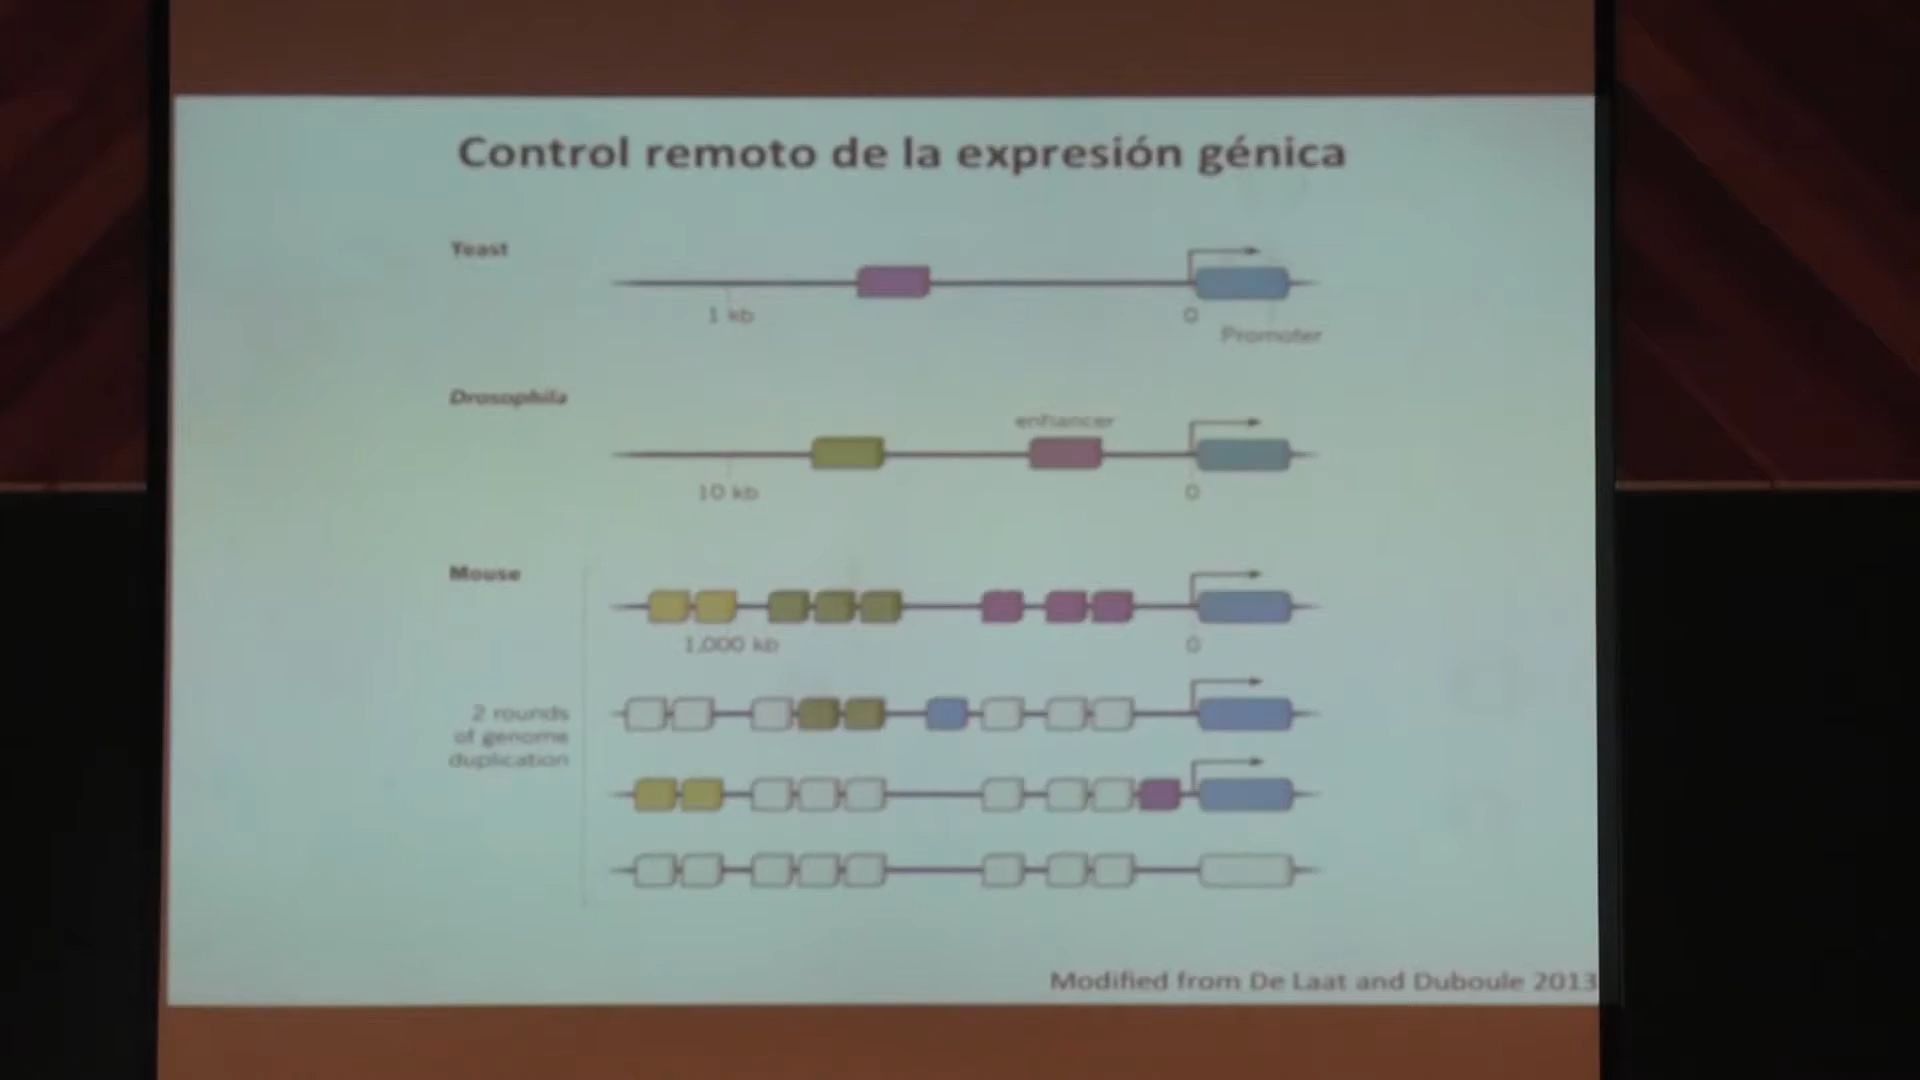 Control remoto de la expresión génica
Yeast
1 kb
0
Promoter
Drosophila
enhancer
10 kb
0
Mouse
1,000 kb
0
2 rounds
of genome
duplication
Modified from De Laat and Duboule 2013